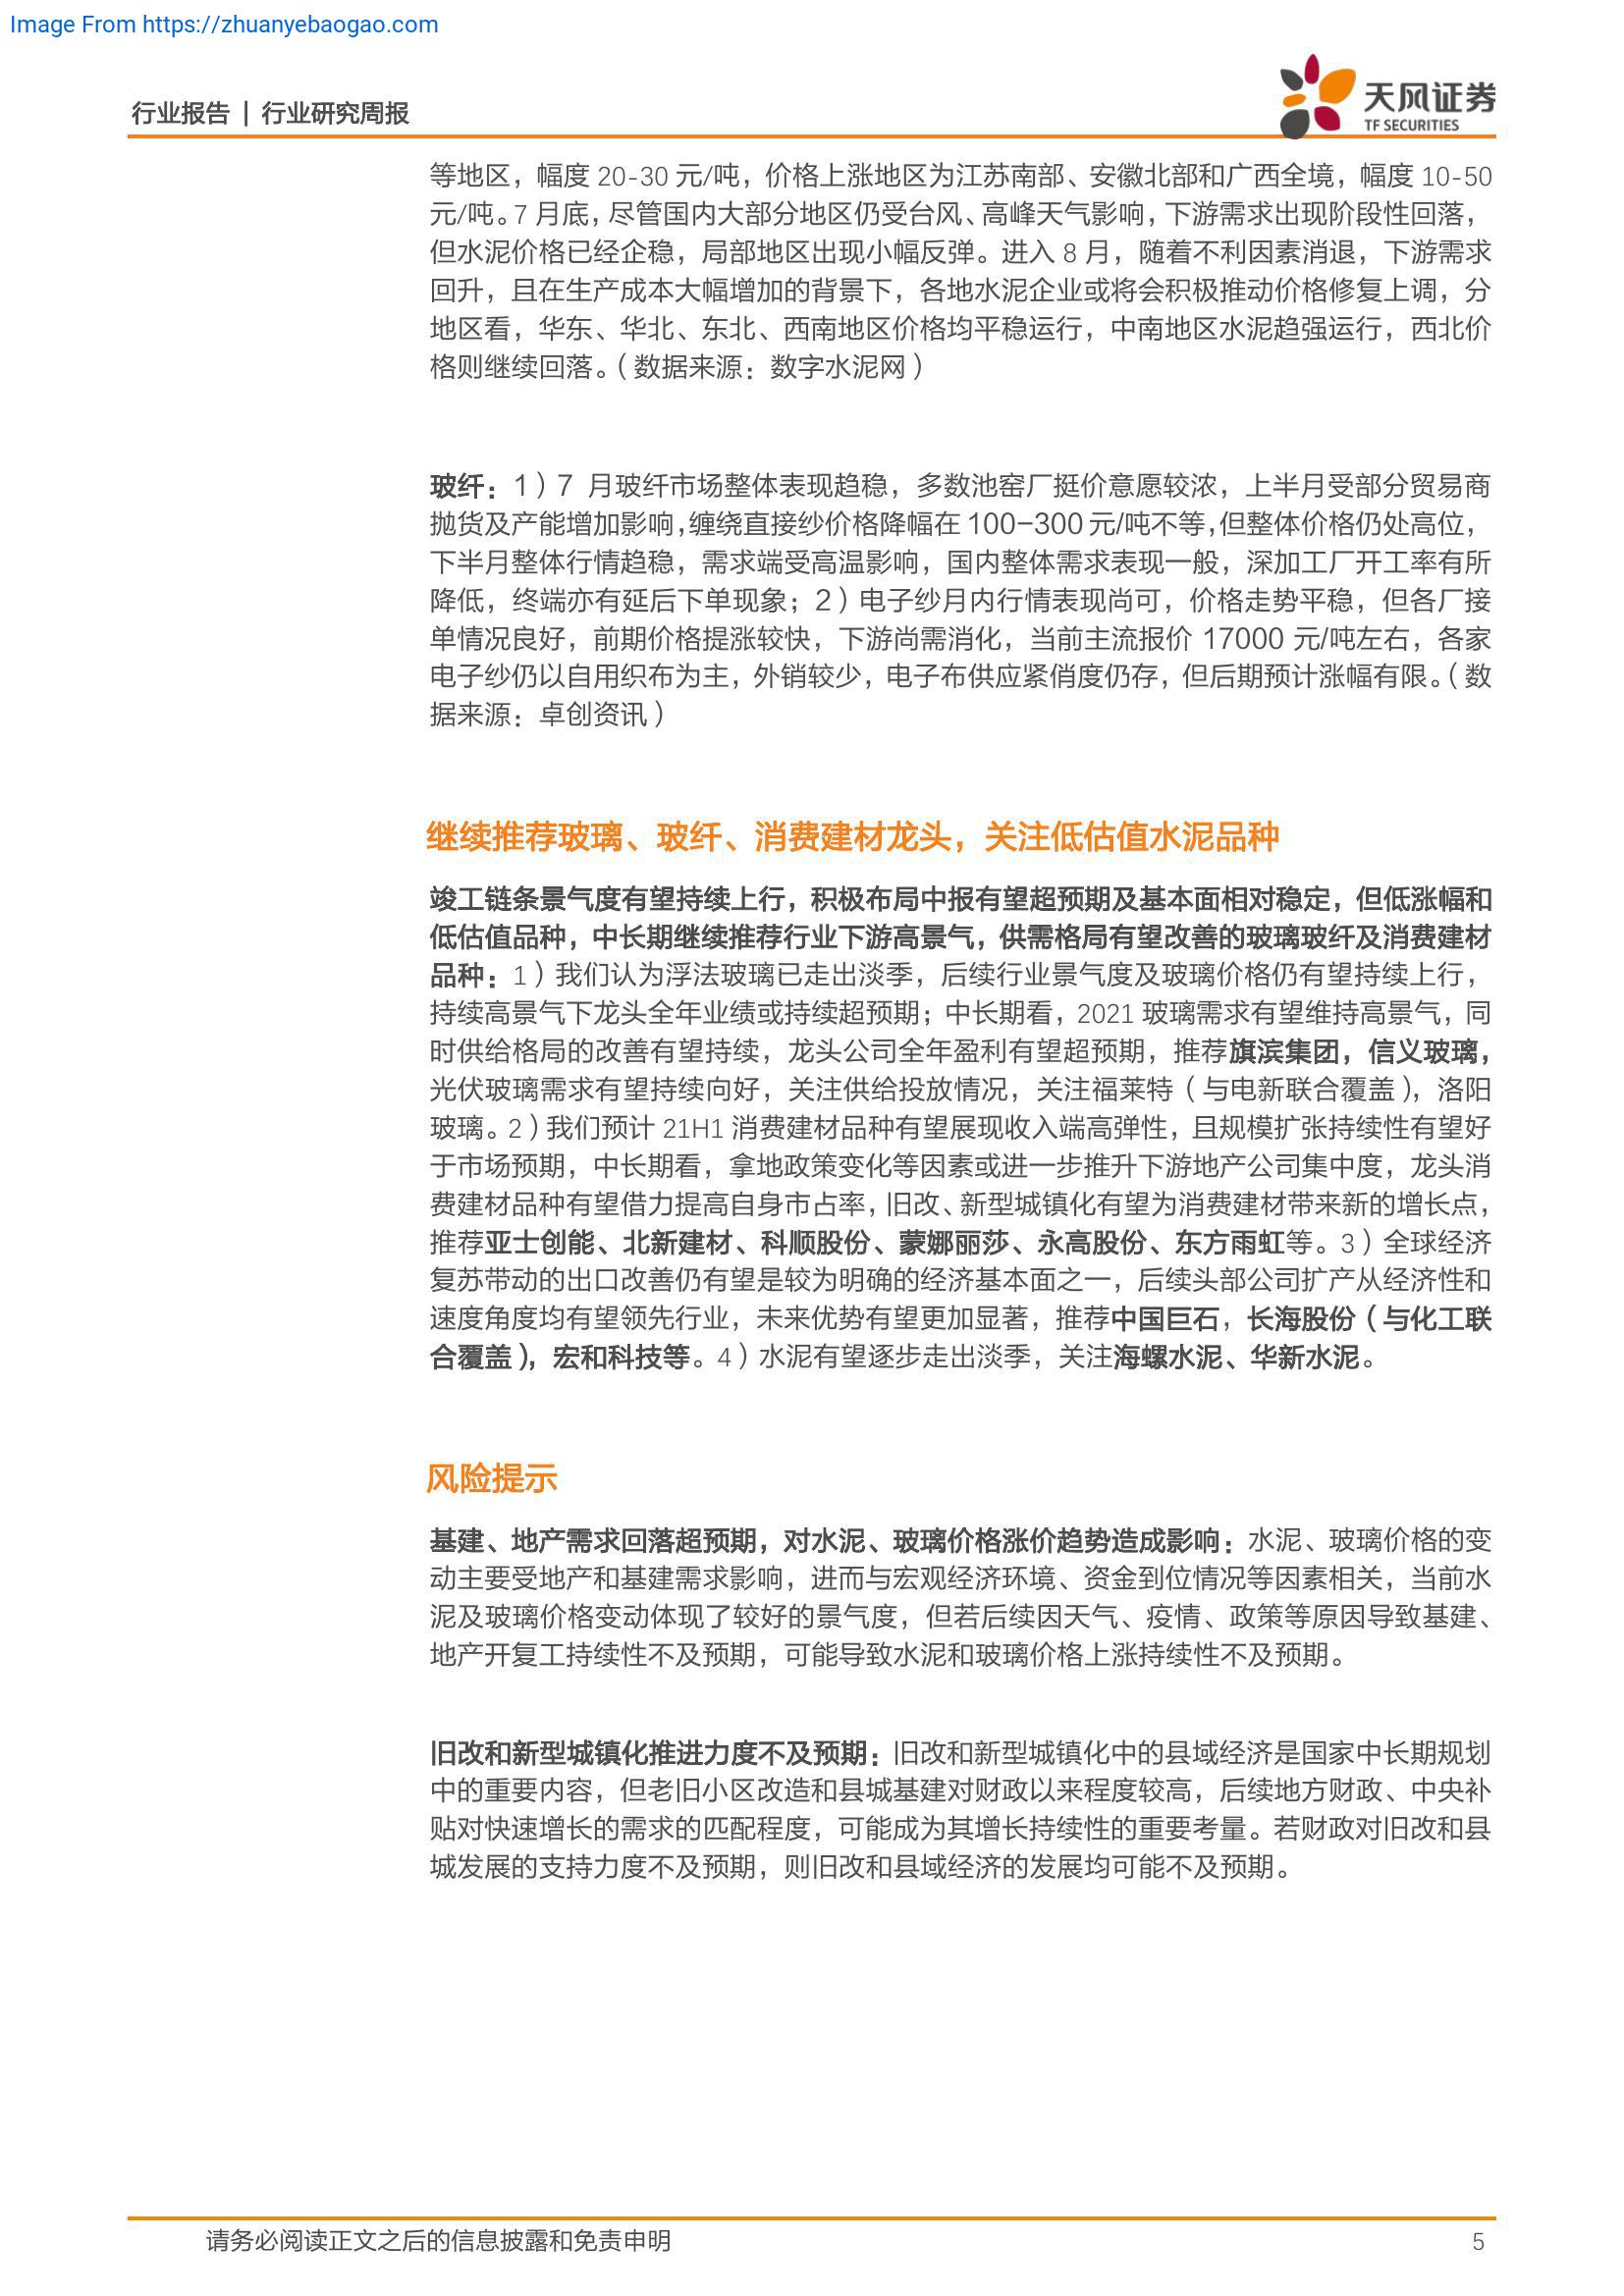 Image From https://zhuanyebaogao.com
行业报告 | 行业研究周报
天风证券
TF SECURITIES
等地区，幅度 20-30 元/吨，价格上涨地区为江苏南部、安徽北部和广西全境，幅度 10-50
元/吨。7 月底，尽管国内大部分地区仍受台风、高峰天气影响，下游需求出现阶段性回落，
但水泥价格已经企稳，局部地区出现小幅反弹。进入 8 月，随着不利因素消退，下游需求
回升，且在生产成本大幅增加的背景下，各地水泥企业或将会积极推动价格修复上调，分
地区看，华东、华北、东北、西南地区价格均平稳运行，中南地区水泥趋强运行，西北价
格则继续回落。（数据来源：数字水泥网）
玻纤：1）7 月玻纤市场整体表现趋稳，多数池窑厂挺价意愿较浓，上半月受部分贸易商
抛货及产能增加影响，缠绕直接纱价格降幅在 100-300 元/吨不等，但整体价格仍处高位，
下半月整体行情趋稳，需求端受高温影响，国内整体需求表现一般，深加工厂开工率有所
降低，终端亦有延后下单现象；2）电子纱月内行情表现尚可，价格走势平稳，但各厂接
单情况良好，前期价格提涨较快，下游尚需消化，当前主流报价 17000 元/吨左右，各家
电子纱仍以自用织布为主，外销较少，电子布供应紧俏度仍存，但后期预计涨幅有限。（数
据来源：卓创资讯）
继续推荐玻璃、玻纤、消费建材龙头，关注低估值水泥品种
竣工链条景气度有望持续上行，积极布局中报有望超预期及基本面相对稳定，但低涨幅和
低估值品种，中长期继续推荐行业下游高景气，供需格局有望改善的玻璃玻纤及消费建材
品种：1）我们认为浮法玻璃已走出淡季，后续行业景气度及玻璃价格仍有望持续上行，
持续高景气下龙头全年业绩或持续超预期；中长期看，2021 玻璃需求有望维持高景气，同
时供给格局的改善有望持续，龙头公司全年盈利有望超预期，推荐旗滨集团，信义玻璃，
光伏玻璃需求有望持续向好，关注供给投放情况，关注福莱特（与电新联合覆盖），洛阳
玻璃。2）我们预计 21H1 消费建材品种有望展现收入端高弹性，且规模扩张持续性有望好
于市场预期，中长期看，拿地政策变化等因素或进一步推升下游地产公司集中度，龙头消
费建材品种有望借力提高自身市占率，旧改、新型城镇化有望为消费建材带来新的增长点，
推荐亚士创能、北新建材、科顺股份、蒙娜丽莎、永高股份、东方雨虹等。3）全球经济
复苏带动的出口改善仍有望是较为明确的经济基本面之一，后续头部公司扩产从经济性和
速度角度均有望领先行业，未来优势有望更加显著，推荐中国巨石，长海股份（与化工联
合覆盖），宏和科技等。4）水泥有望逐步走出淡季，关注海螺水泥、华新水泥。
风险提示
基建、地产需求回落超预期，对水泥、玻璃价格涨价趋势造成影响：水泥、玻璃价格的变
动主要受地产和基建需求影响，进而与宏观经济环境、资金到位情况等因素相关，当前水
泥及玻璃价格变动体现了较好的景气度，但若后续因天气、疫情、政策等原因导致基建、
地产开复工持续性不及预期，可能导致水泥和玻璃价格上涨持续性不及预期。
旧改和新型城镇化推进力度不及预期：旧改和新型城镇化中的县域经济是国家中长期规划
中的重要内容，但老旧小区改造和县城基建对财政以来程度较高，后续地方财政、中央补
贴对快速增长的需求的匹配程度，可能成为其增长持续性的重要考量。若财政对旧改和县
城发展的支持力度不及预期，则旧改和县域经济的发展均可能不及预期。
请务必阅读正文之后的信息披露和免责申明
5